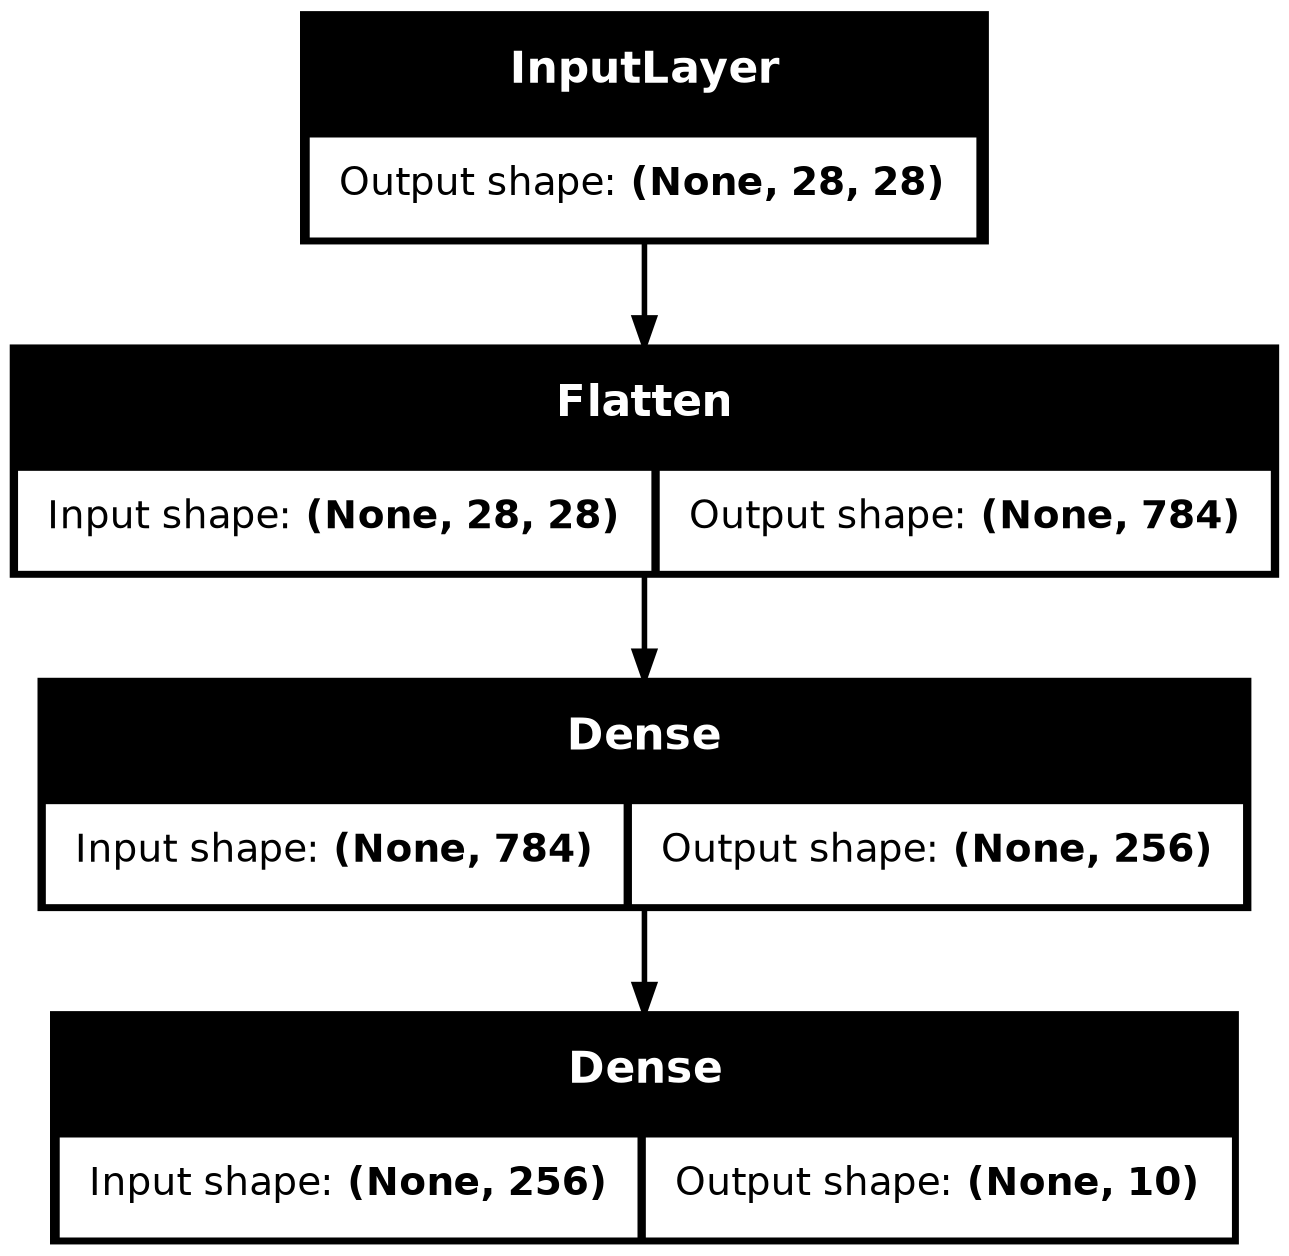 InputLayer
Output shape: (None, 28, 28)
Flatten
Input shape: (None, 28, 28) Output shape: (None, 784)
Dense
Input shape: (None, 784) Output shape: (None, 256)
Dense
Input shape: (None, 256) Output shape: (None, 10)